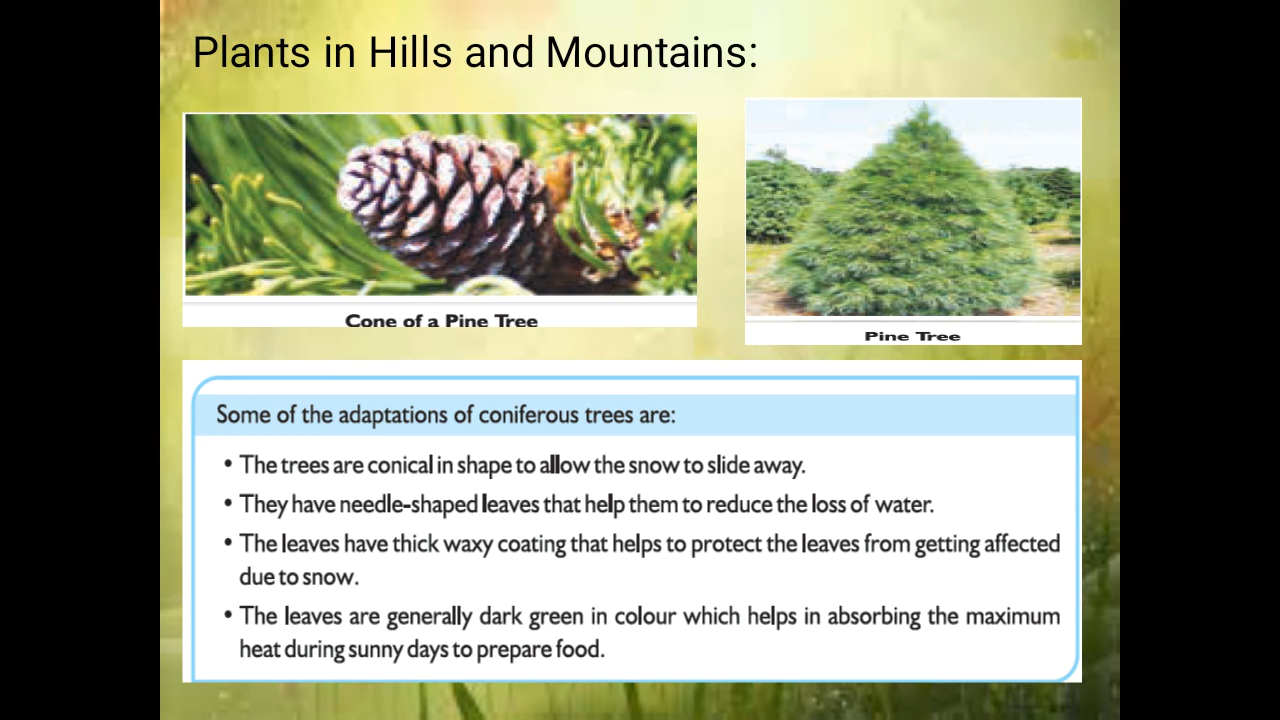 Plants in Hills and Mountains:
Cone of a Pine Tree
Pine Tree
Some of the adaptations of coniferous trees are:
• The trees are conical in shape to allow the snow to slide away.
• They have needle-shaped leaves that help them to reduce the loss of water.
• The leaves have thick waxy coating that helps to protect the leaves from getting affected
due to snow.
• The leaves are generally dark green in colour which helps in absorbing the maximum
heat during sunny days to prepare food.